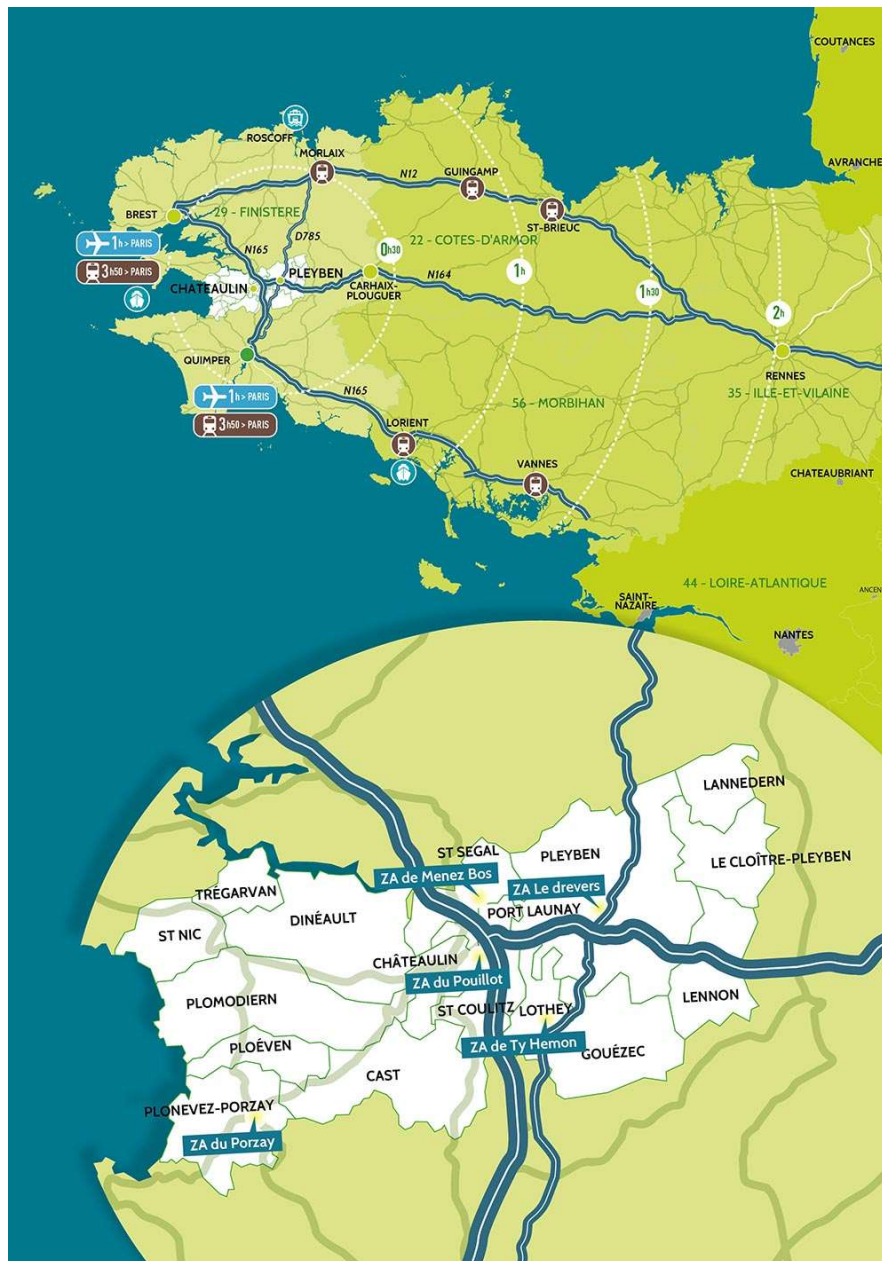 COUTANCES
ROSCOFF
MORLAIX
AVRANCHE
N12
GUINGAMP
BREST
29 - FINISTERE
ST-BRIEUC
22 - COTES-D'ARMOR
1h > PARIS
N165
D785
0h30
3h50 > PARIS
PLEYBEN
1h
N164
CHATEAULIN
CARHAIX-
PLOUGUER
1h30
2h
QUIMPER
RENNES
1h > PARIS
N165
35 - ILLE-ET-VILAINE
56 - MORBIHAN
3h50 > PARIS
LORIENT
VANNES
CHATEAUBRIANT
44 - LOIRE-ATLANTIQUE
ANCEN
SAINT-
NAZAIRE
NANTES
LANNEDERN
ST SEGAL
PLEYBEN
LE CLOÎTRE-PLEYBEN
ZA de Menez Bos
ZA Le drevers
TRÉGARVAN
PORT LAUNAY
DINÉAULT
ST NIC
CHÂTEAULIN
ZA du Pouillot
PLOMODIERN
LENNON
ST COULITZ
LOTHEY
ZA de Ty Hemon
PLOÉVEN
GOUÉZEC
CAST
PLONEVEZ-PORZAY
ZA du Porzay